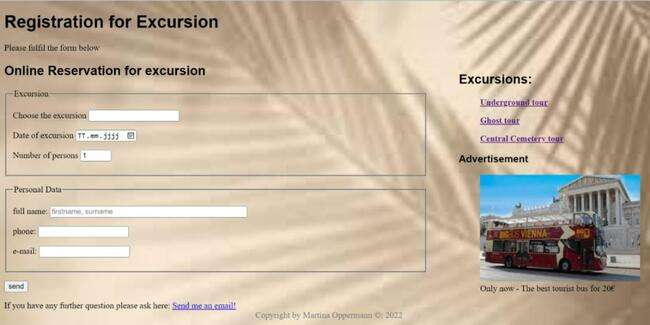 Registration for Excursion
Please fulfil the form below
Online Reservation for excursion
Excursion
Choose the excursion
Date of excursion TT.mm.jjjj
Number of persons 1
Personal Data
full name: firstname, surname
phone:
e-mail:
send
If you have any further question please ask here: Send me an email!
Excursions:
Underground tour
Ghost tour
Central Cemetery tour
Advertisement
BIG BUS VIENNA
Only now - The best tourist bus for 20€
Copyright by Martina Oppermann ©; 2022